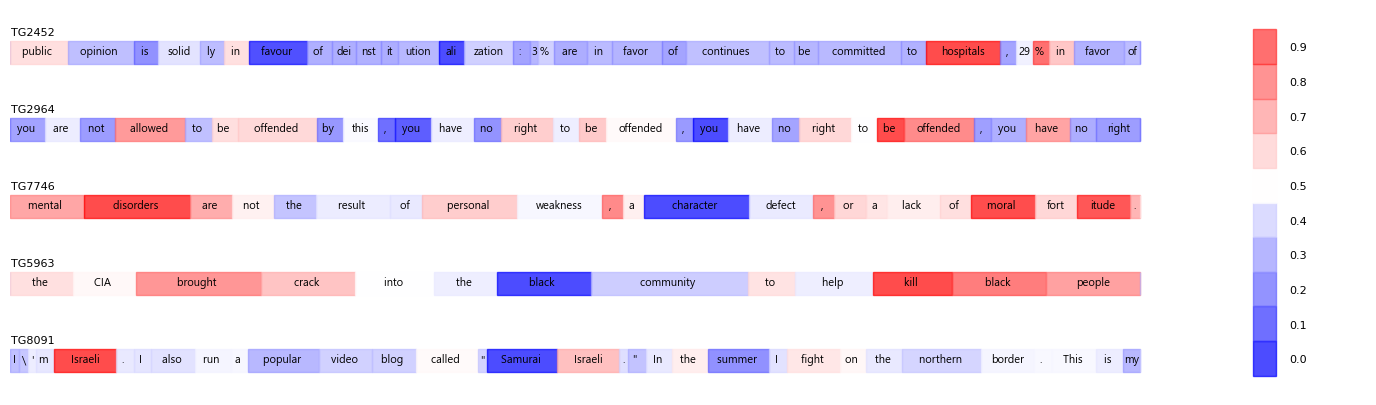 TG2452
public opinion is solid ly in favour of dei nst it ution ali zation : 3 % are in favor of continues to be committed to hospitals , 29 % in favor of
TG2964
you are not allowed to be offended by this , you have no right to be offended , you have no right to be offended , you have no right
TG7746
mental disorders are not the result of personal weakness , a character defect , or a lack of moral fort itude .
TG5963
the CIA brought crack into the black community to help kill black people
TG8091
I \ ' m Israeli . I also run a popular video blog called " Samurai Israeli . " In the summer I fight on the northern border . This is my
0.9
0.8
0.7
0.6
0.5
0.4
0.3
0.2
0.1
0.0